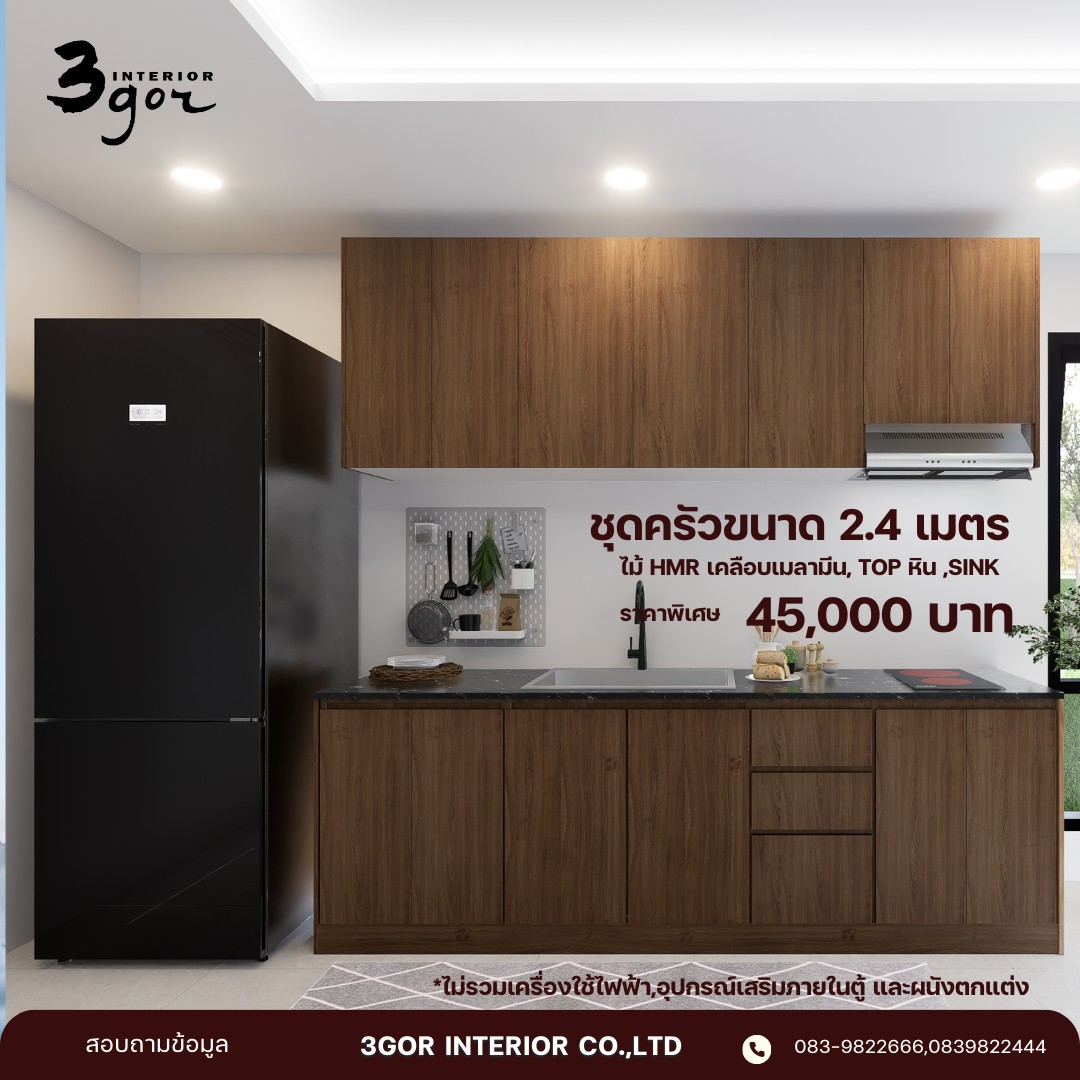 3gor INTERIOR
ชุดครัวขนาด 2.4 เมตร
ไม้ HMR เคลือบเมลามีน, TOP หิน ,SINK
ราคาพิเศษ 45,000 บาท
*ไม่รวมเครื่องใช้ไฟฟ้า,อุปกรณ์เสริมภายในตู้ และผนังตกแต่ง
สอบถามข้อมูล 3GOR INTERIOR CO.,LTD 083-9822666,0839822444